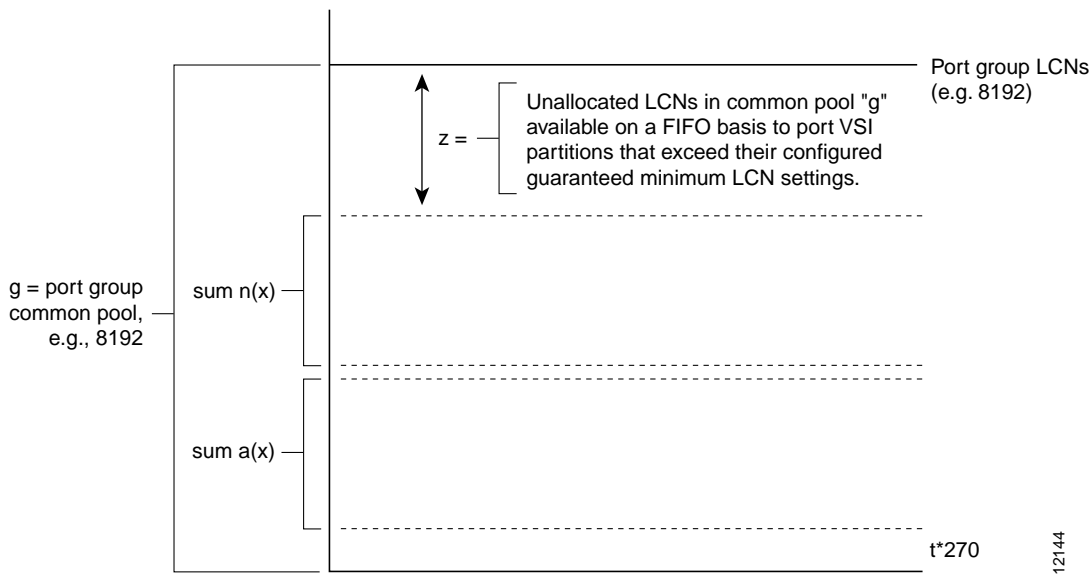 Port group LCNs
(e.g. 8192)
z =
Unallocated LCNs in common pool "g"
available on a FIFO basis to port VSI
partitions that exceed their configured
guaranteed minimum LCN settings.
g = port group
common pool,
e.g., 8192
sum n(x)
sum a(x)
t*270
12144